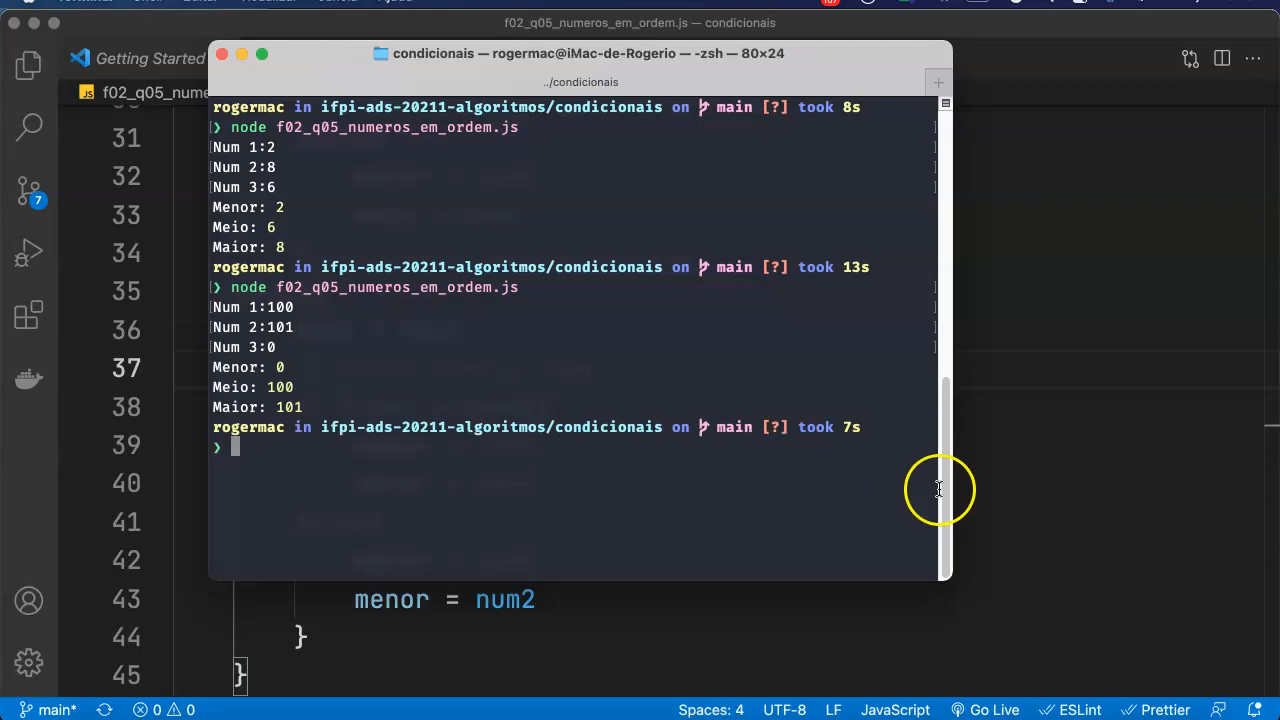 f02_q05_numeros_em_ordem.js — condicionais
Getting Started
condicionais — rogermac@iMac-de-Rogerio — -zsh — 80×24
../condicionais
f02_q05_nume
rogermac in ifpi-ads-20211-algoritmos/condicionais on main [?] took 8s
❯ node f02_q05_numeros_em_ordem.js
Num 1:2
Num 2:8
Num 3:6
Menor: 2
Meio: 6
Maior: 8
rogermac in ifpi-ads-20211-algoritmos/condicionais on main [?] took 13s
❯ node f02_q05_numeros_em_ordem.js
Num 1:100
Num 2:101
Num 3:0
Menor: 0
Meio: 100
Maior: 101
rogermac in ifpi-ads-20211-algoritmos/condicionais on main [?] took 7s
❯
31
32
33
34
35
36
37
38
39
40
41
42
43 menor = num2
44 }
45 }
7
main* 0 0 Spaces: 4 UTF-8 LF JavaScript Go Live ESLint Prettier